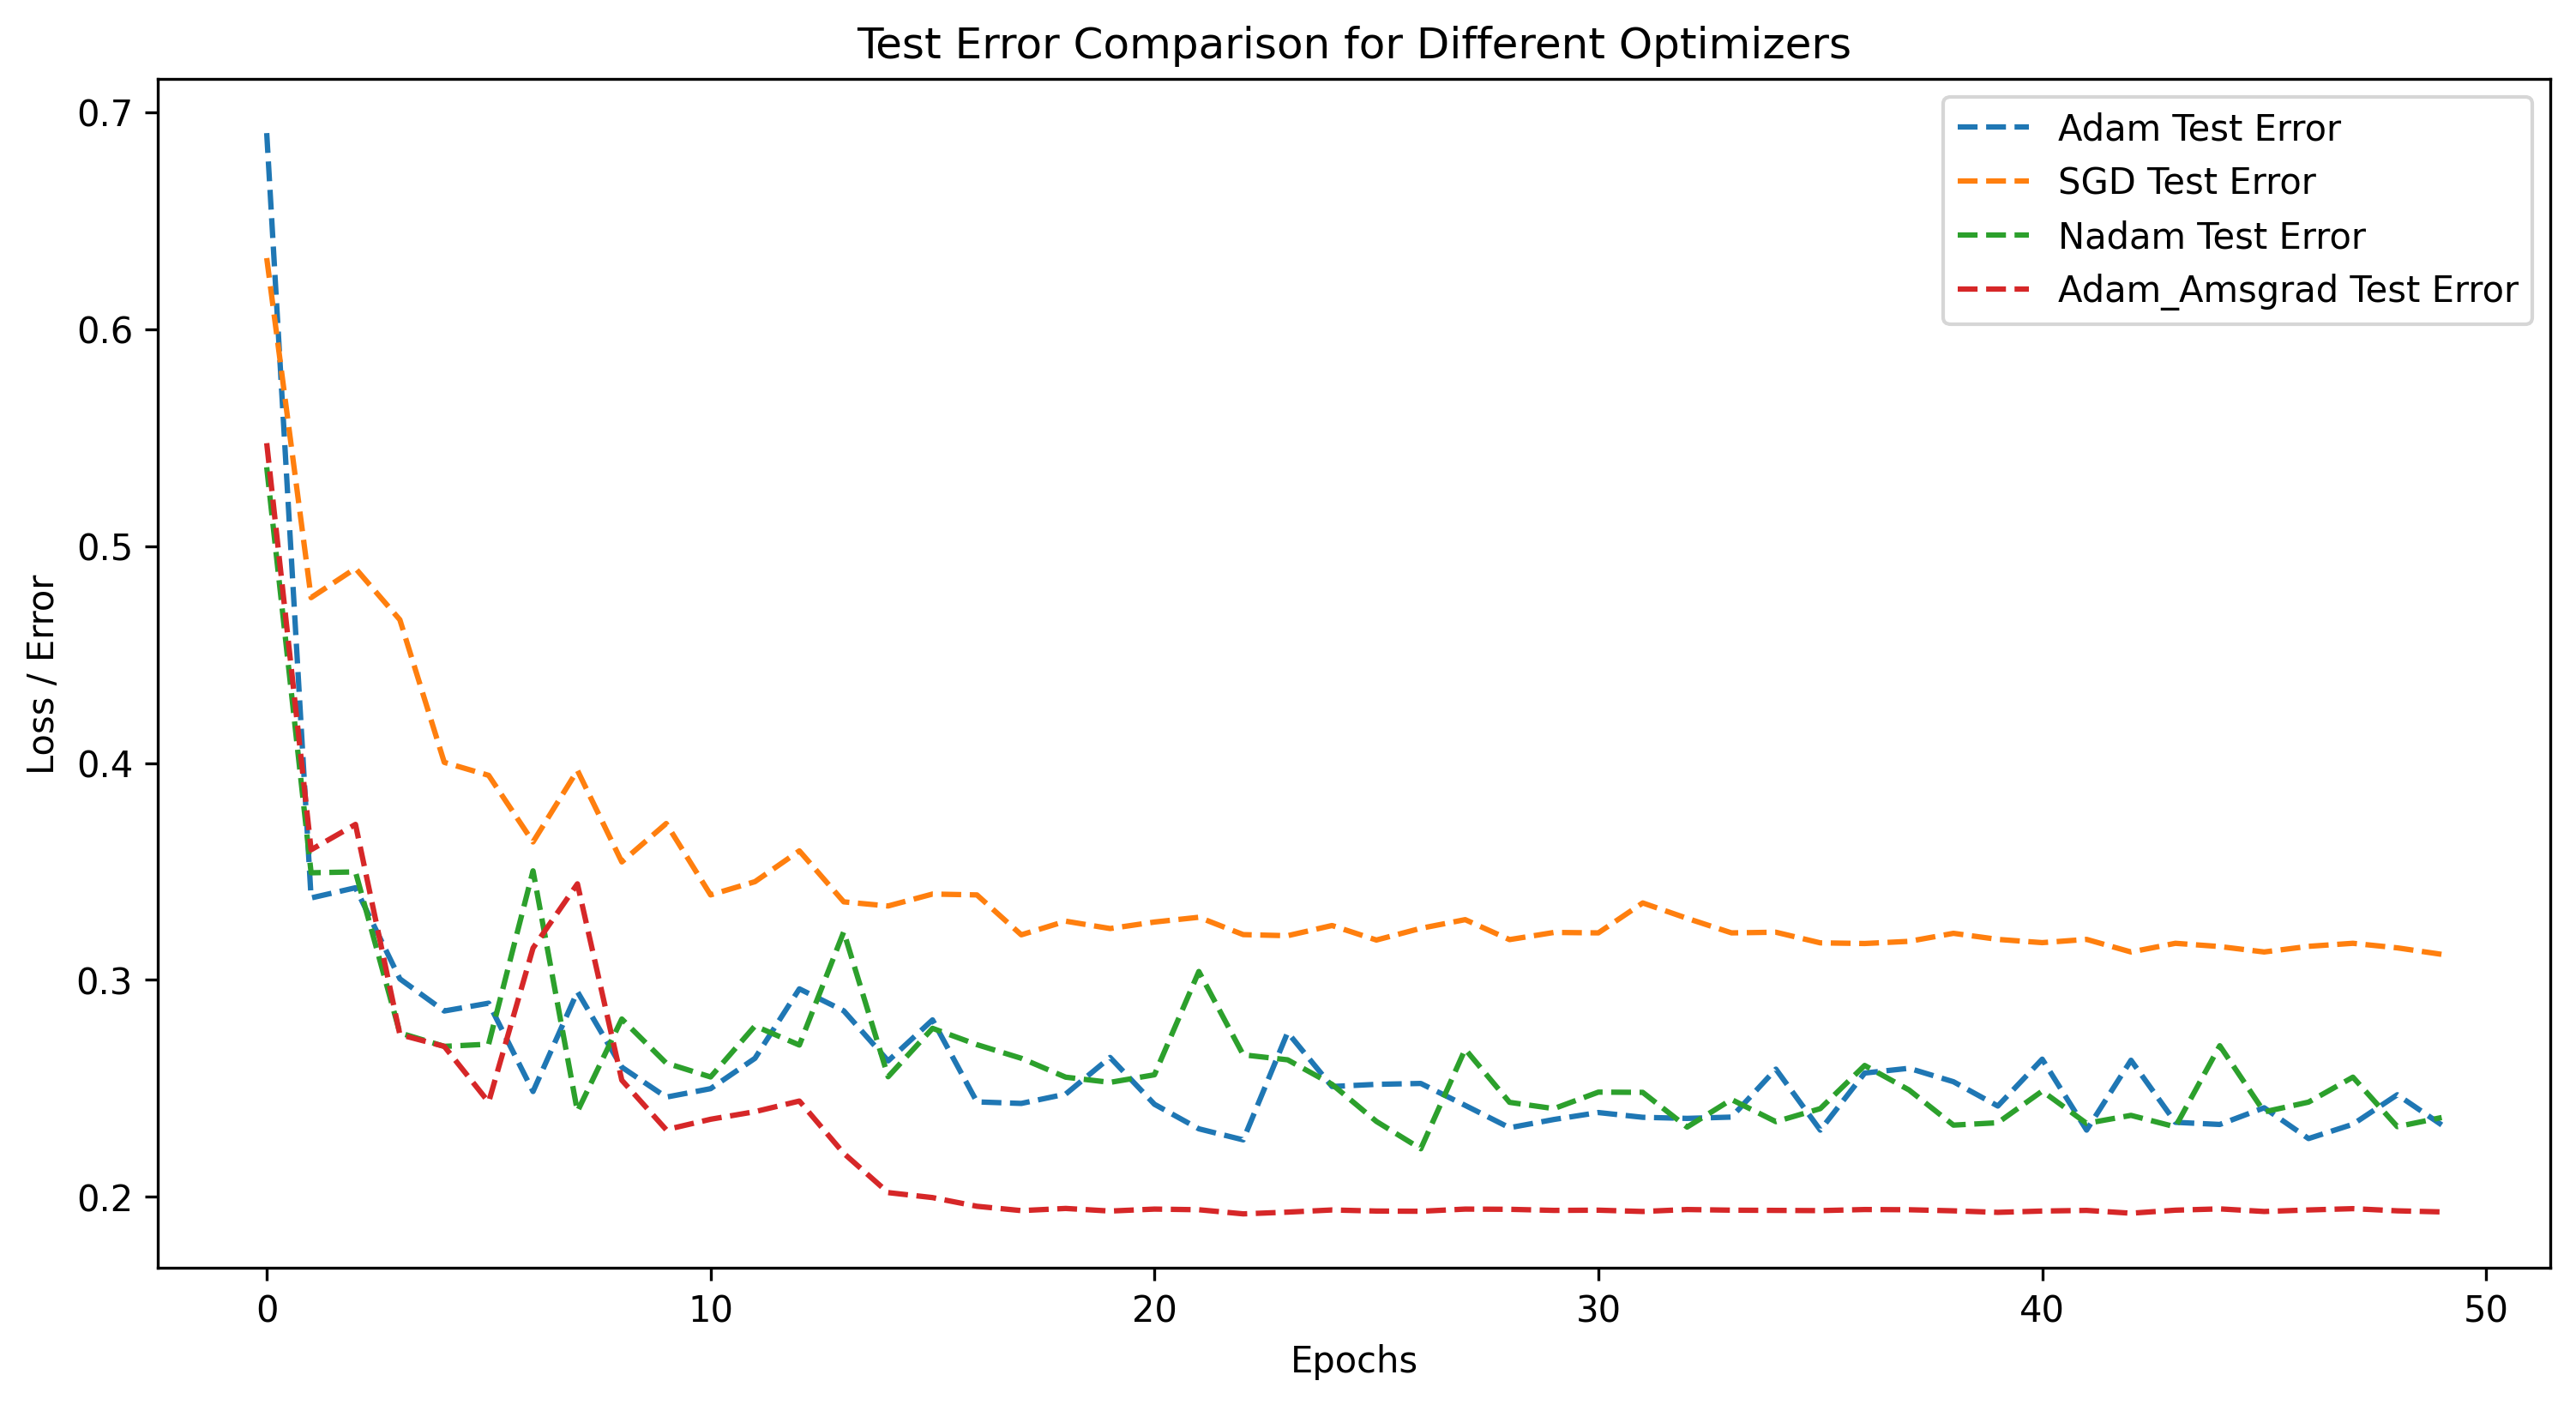 Test Error Comparison for Different Optimizers
Adam Test Error
SGD Test Error
Nadam Test Error
Adam_Amsgrad Test Error
Loss / Error
0.7
0.6
0.5
0.4
0.3
0.2
0 10 20 30 40 50
Epochs